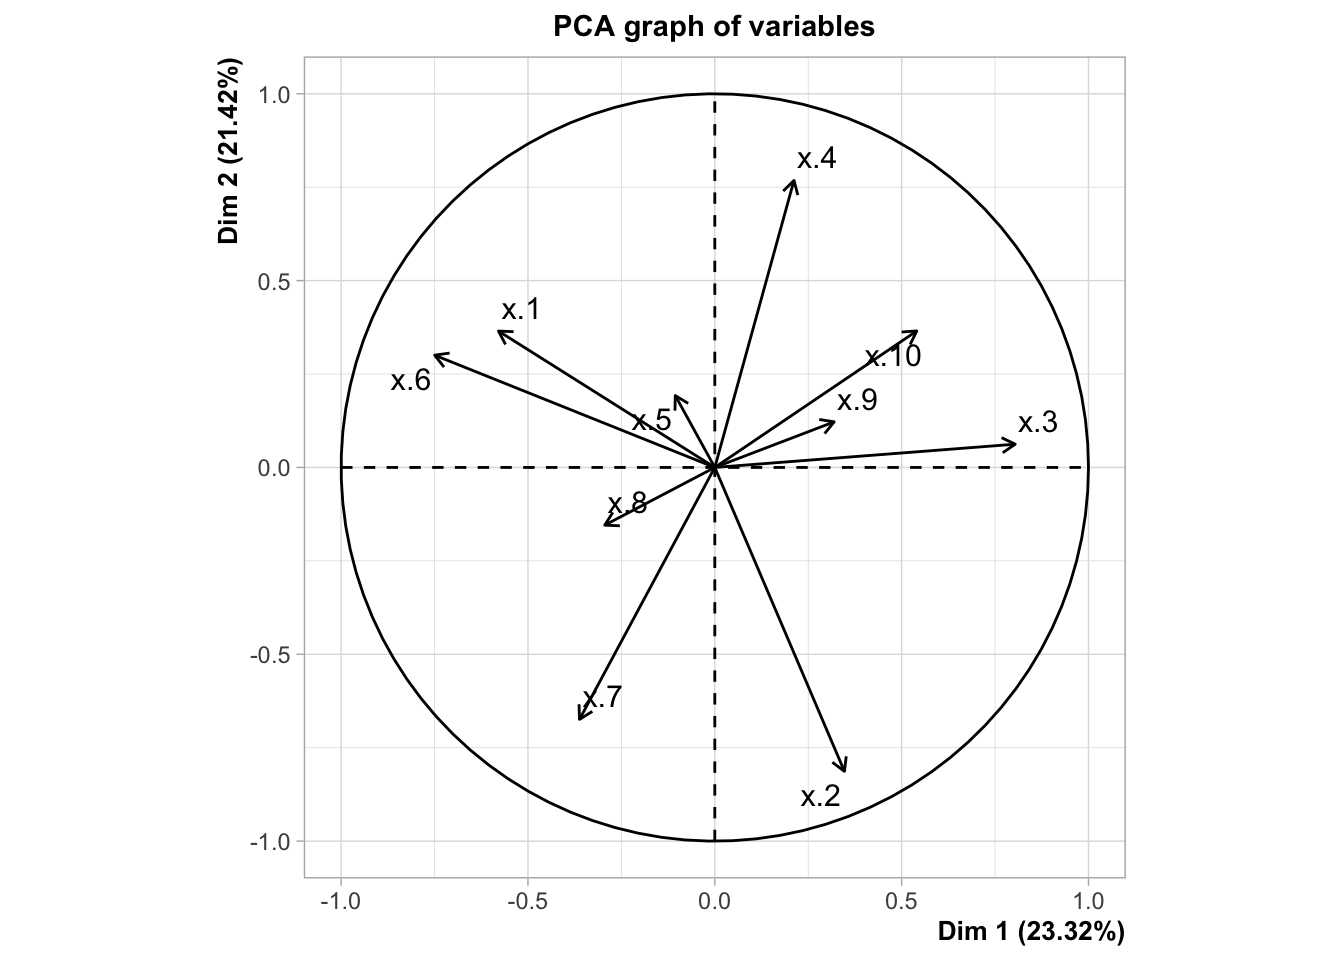 PCA graph of variables
Dim 2 (21.42%)
1.0
0.5
0.0
-0.5
-1.0
x.4
x.1
x.10
x.6
x.9
x.3
x.5
x.8
x.7
x.2
-1.0
-0.5
0.0
0.5
1.0
Dim 1 (23.32%)